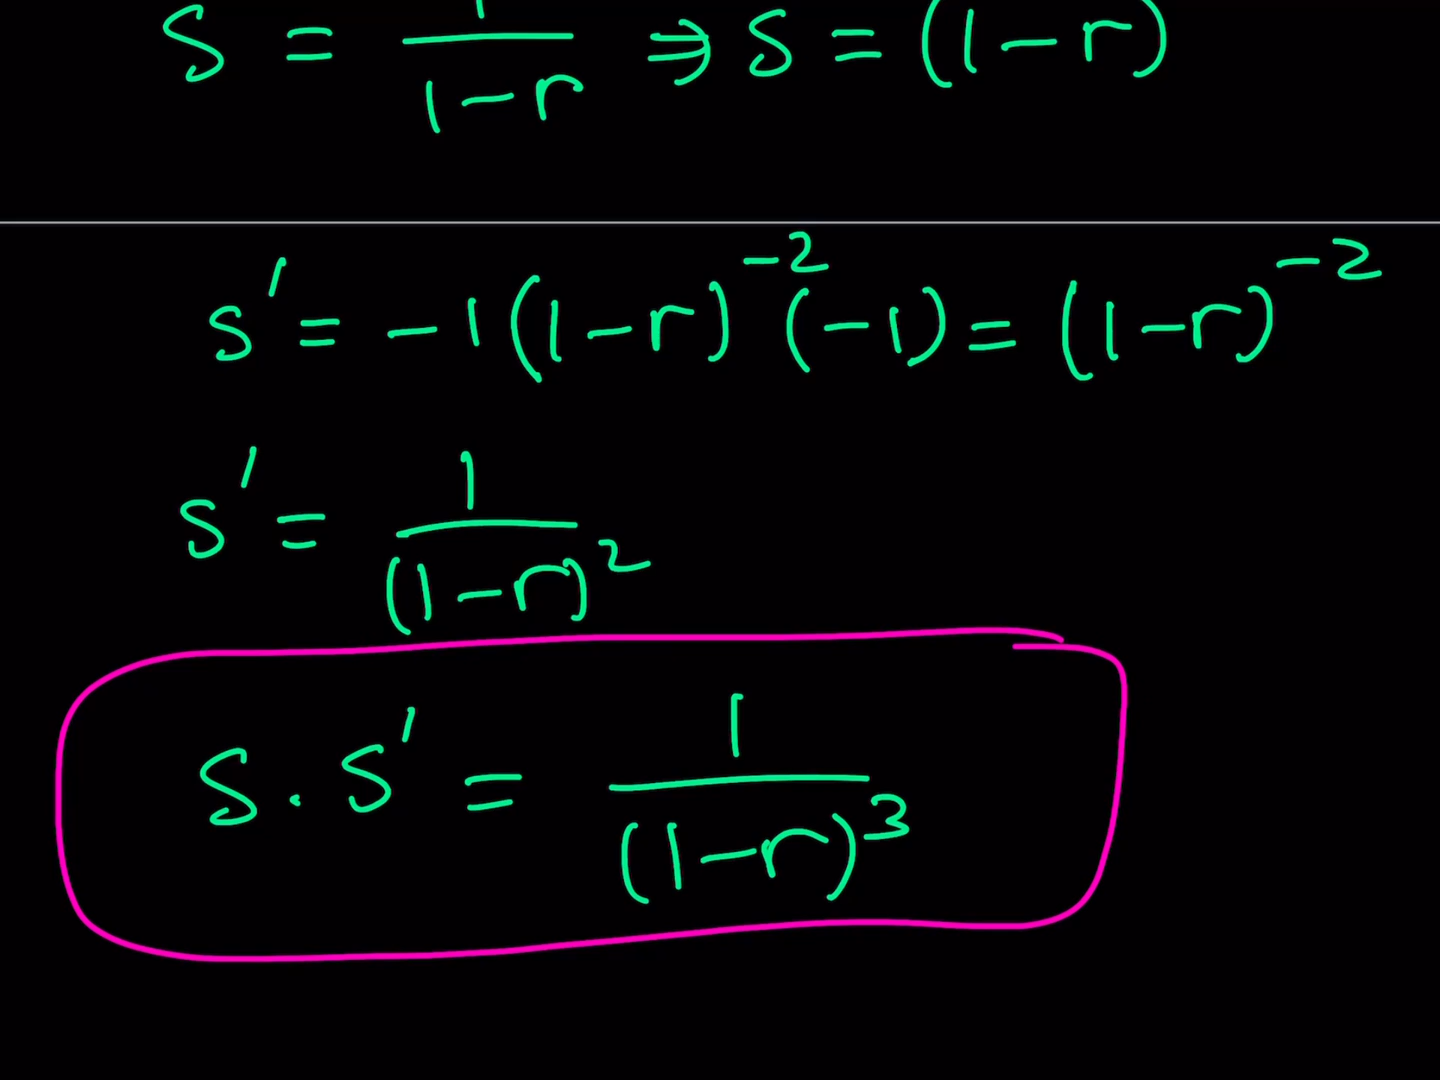 S = 1/(1-r) ⇒ S = (1-r)
s' = -1(1-r)^-2 (-1) = (1-r)^-2
s' = 1/(1-r)^2
S · S' = 1/(1-r)^3